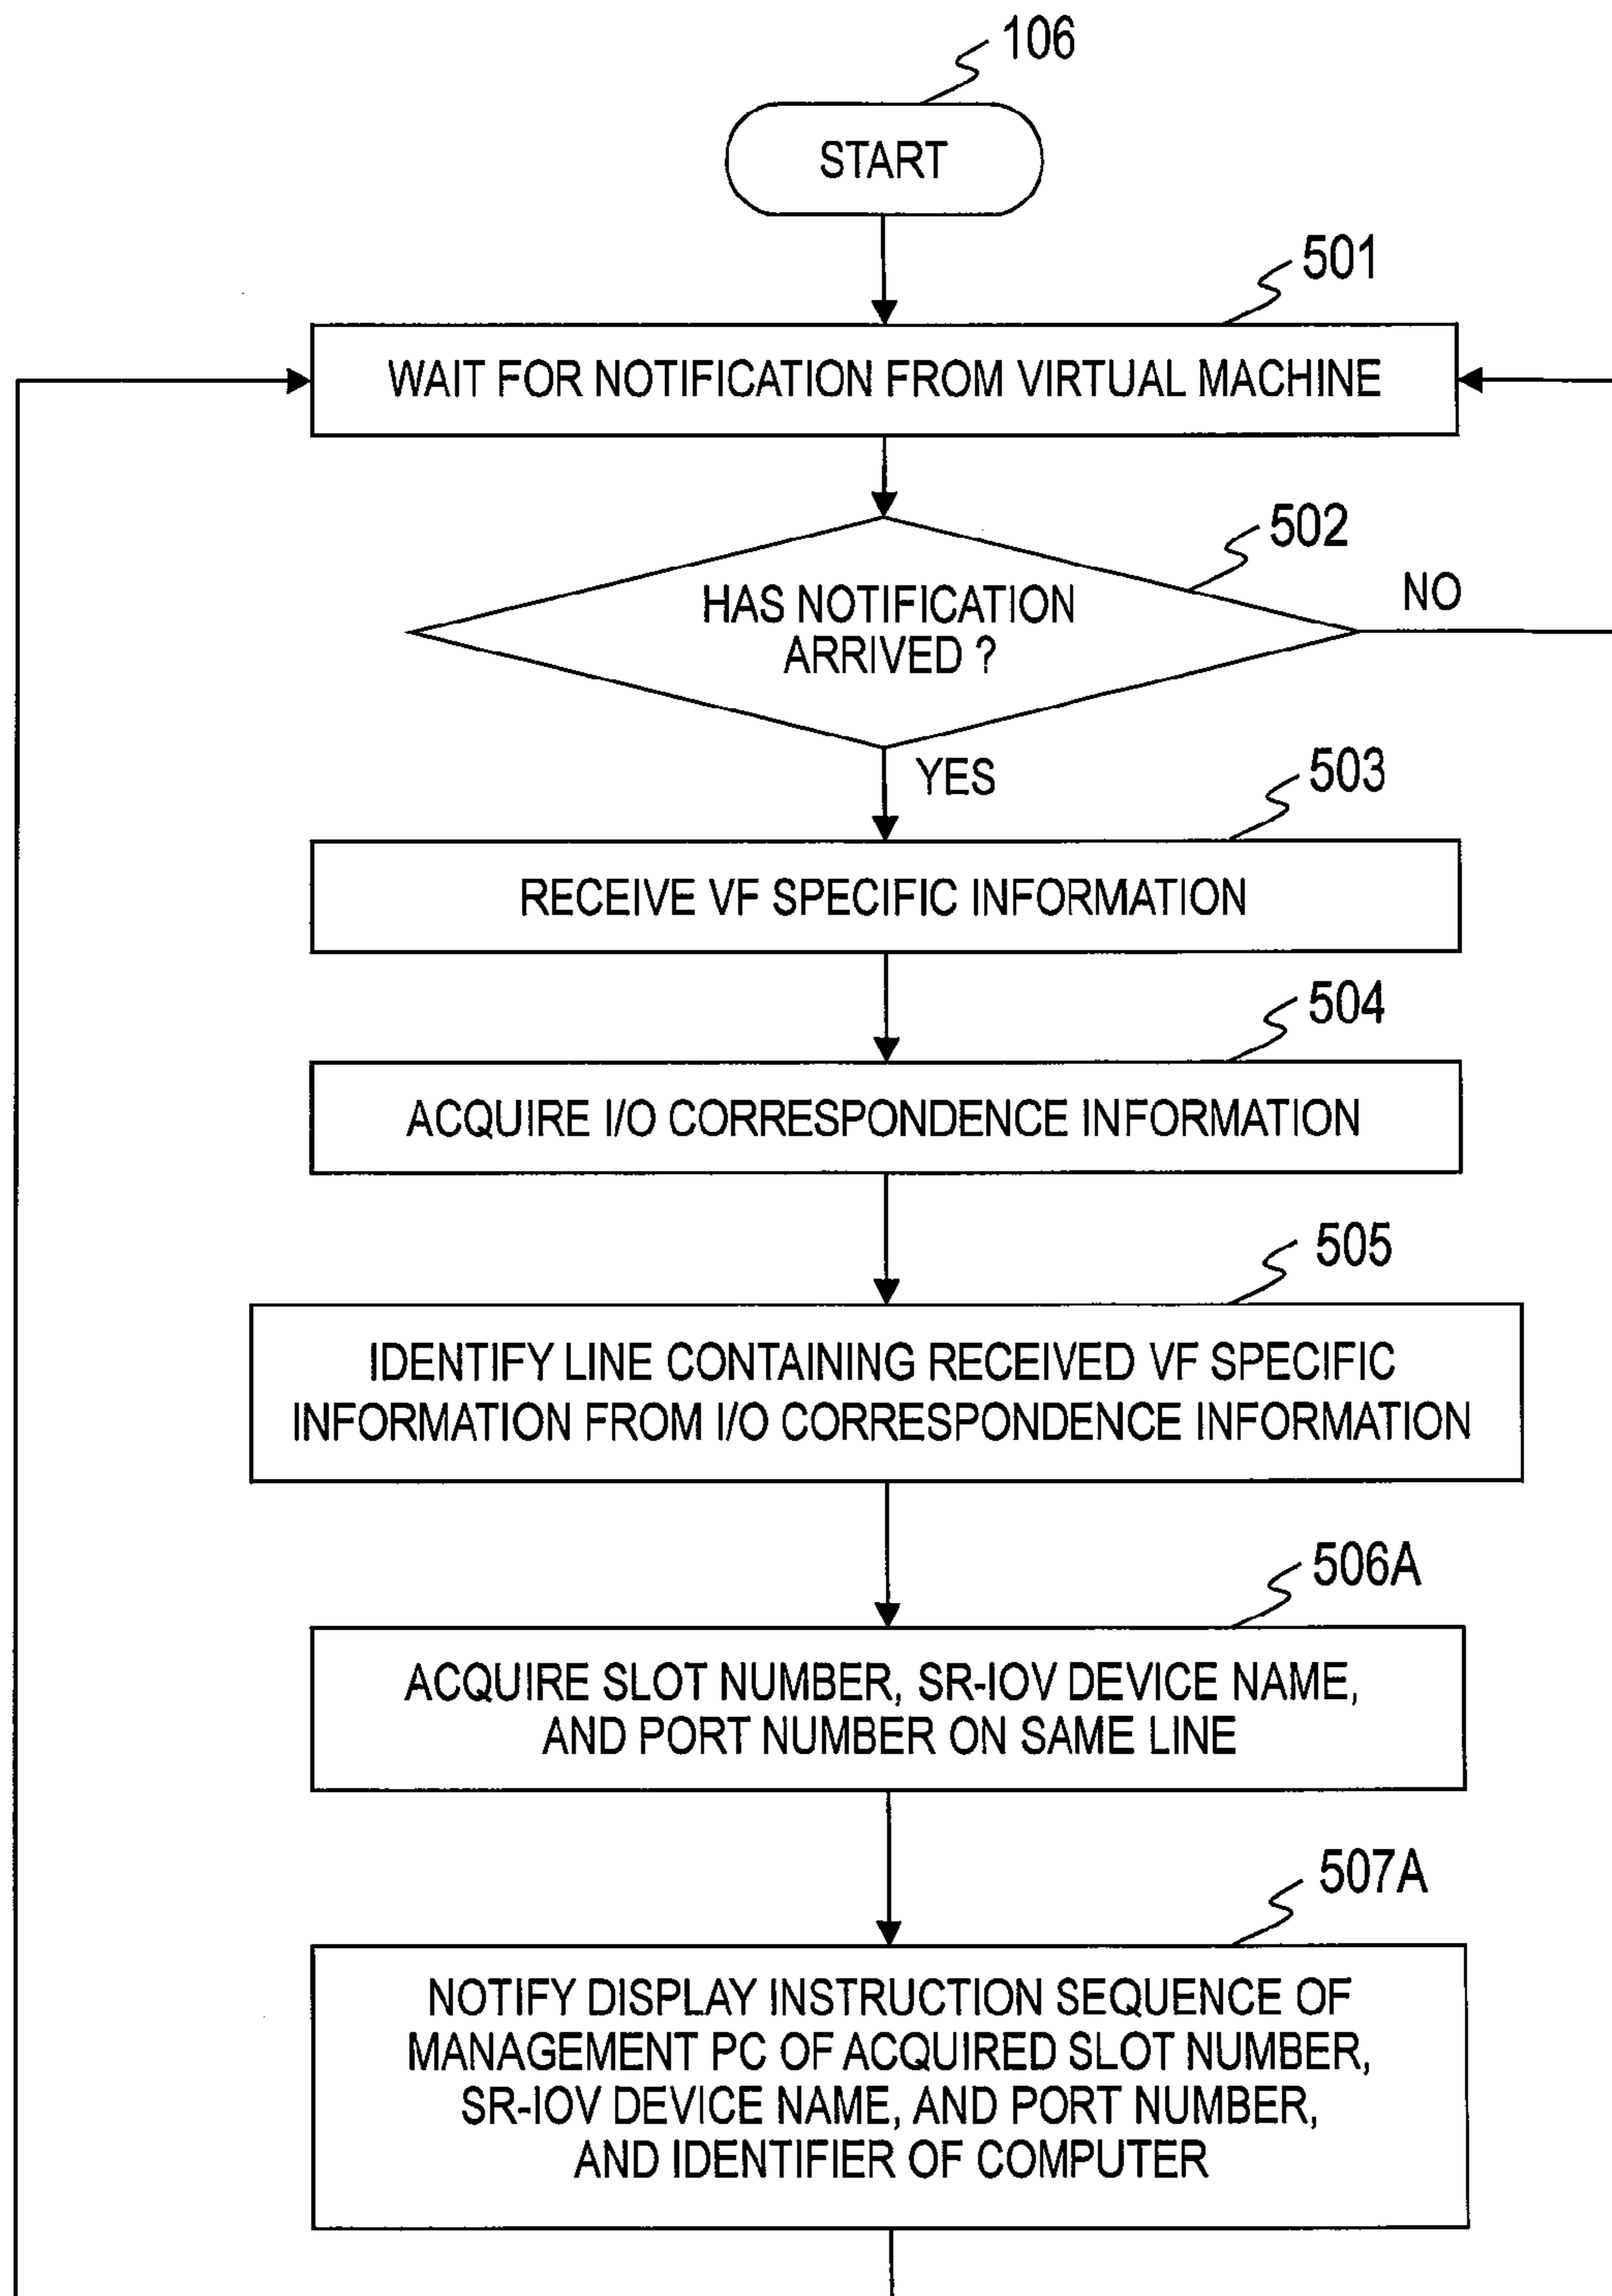 106
START
501
WAIT FOR NOTIFICATION FROM VIRTUAL MACHINE
502
HAS NOTIFICATION
ARRIVED ?
NO
YES
503
RECEIVE VF SPECIFIC INFORMATION
504
ACQUIRE I/O CORRESPONDENCE INFORMATION
505
IDENTIFY LINE CONTAINING RECEIVED VF SPECIFIC
INFORMATION FROM I/O CORRESPONDENCE INFORMATION
506A
ACQUIRE SLOT NUMBER, SR-IOV DEVICE NAME,
AND PORT NUMBER ON SAME LINE
507A
NOTIFY DISPLAY INSTRUCTION SEQUENCE OF
MANAGEMENT PC OF ACQUIRED SLOT NUMBER,
SR-IOV DEVICE NAME, AND PORT NUMBER,
AND IDENTIFIER OF COMPUTER